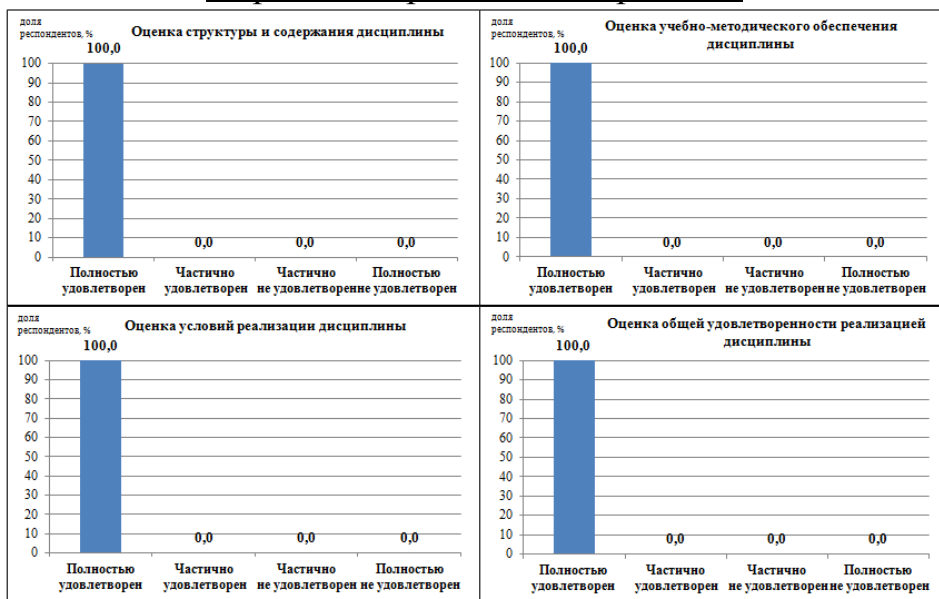 доля
респондентов, %
Оценка структуры и содержания дисциплины
100,0
100
90
80
70
60
50
40
30
20
10
0
0,0 0,0 0,0
Полностью удовлетворен
Частично удовлетворен
Частично не удовлетворен
Полностью не удовлетворен
доля
респондентов, %
Оценка учебно-методического обеспечения
дисциплины
100,0
100
90
80
70
60
50
40
30
20
10
0
0,0 0,0 0,0
Полностью удовлетворен
Частично удовлетворен
Частично не удовлетворен
Полностью не удовлетворен
доля
респондентов, %
Оценка условий реализации дисциплины
100,0
100
90
80
70
60
50
40
30
20
10
0
0,0 0,0 0,0
Полностью удовлетворен
Частично удовлетворен
Частично не удовлетворен
Полностью не удовлетворен
доля
респондентов, %
Оценка общей удовлетворенности реализацией
дисциплины
100,0
100
90
80
70
60
50
40
30
20
10
0
0,0 0,0 0,0
Полностью удовлетворен
Частично удовлетворен
Частично не удовлетворен
Полностью не удовлетворен